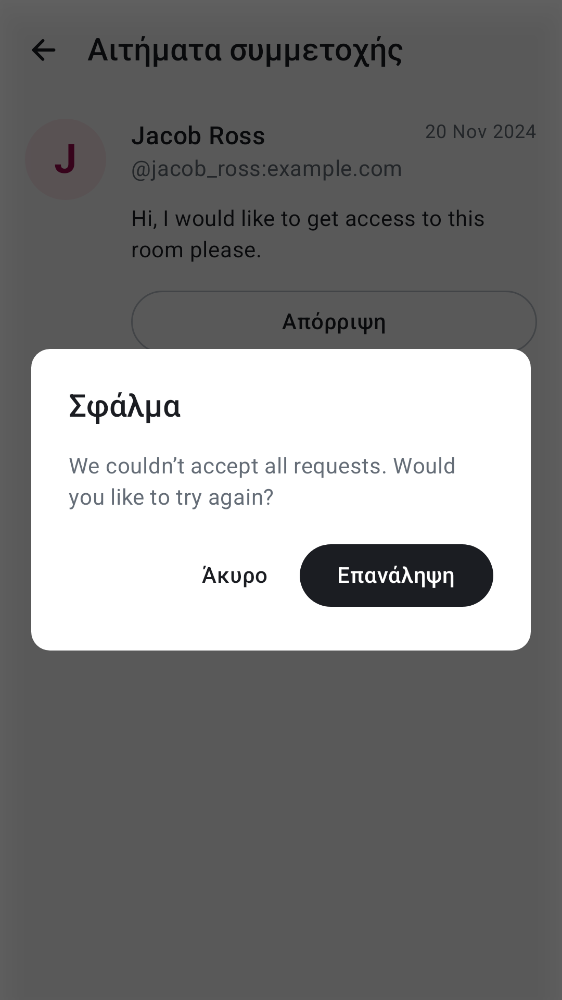 Αιτήματα συμμετοχής
J
Jacob Ross
20 Nov 2024
@jacob_ross:example.com
Hi, I would like to get access to this
room please.
Απόρριψη
Σφάλμα
We couldn’t accept all requests. Would
you like to try again?
Άκυρο
Επανάληψη